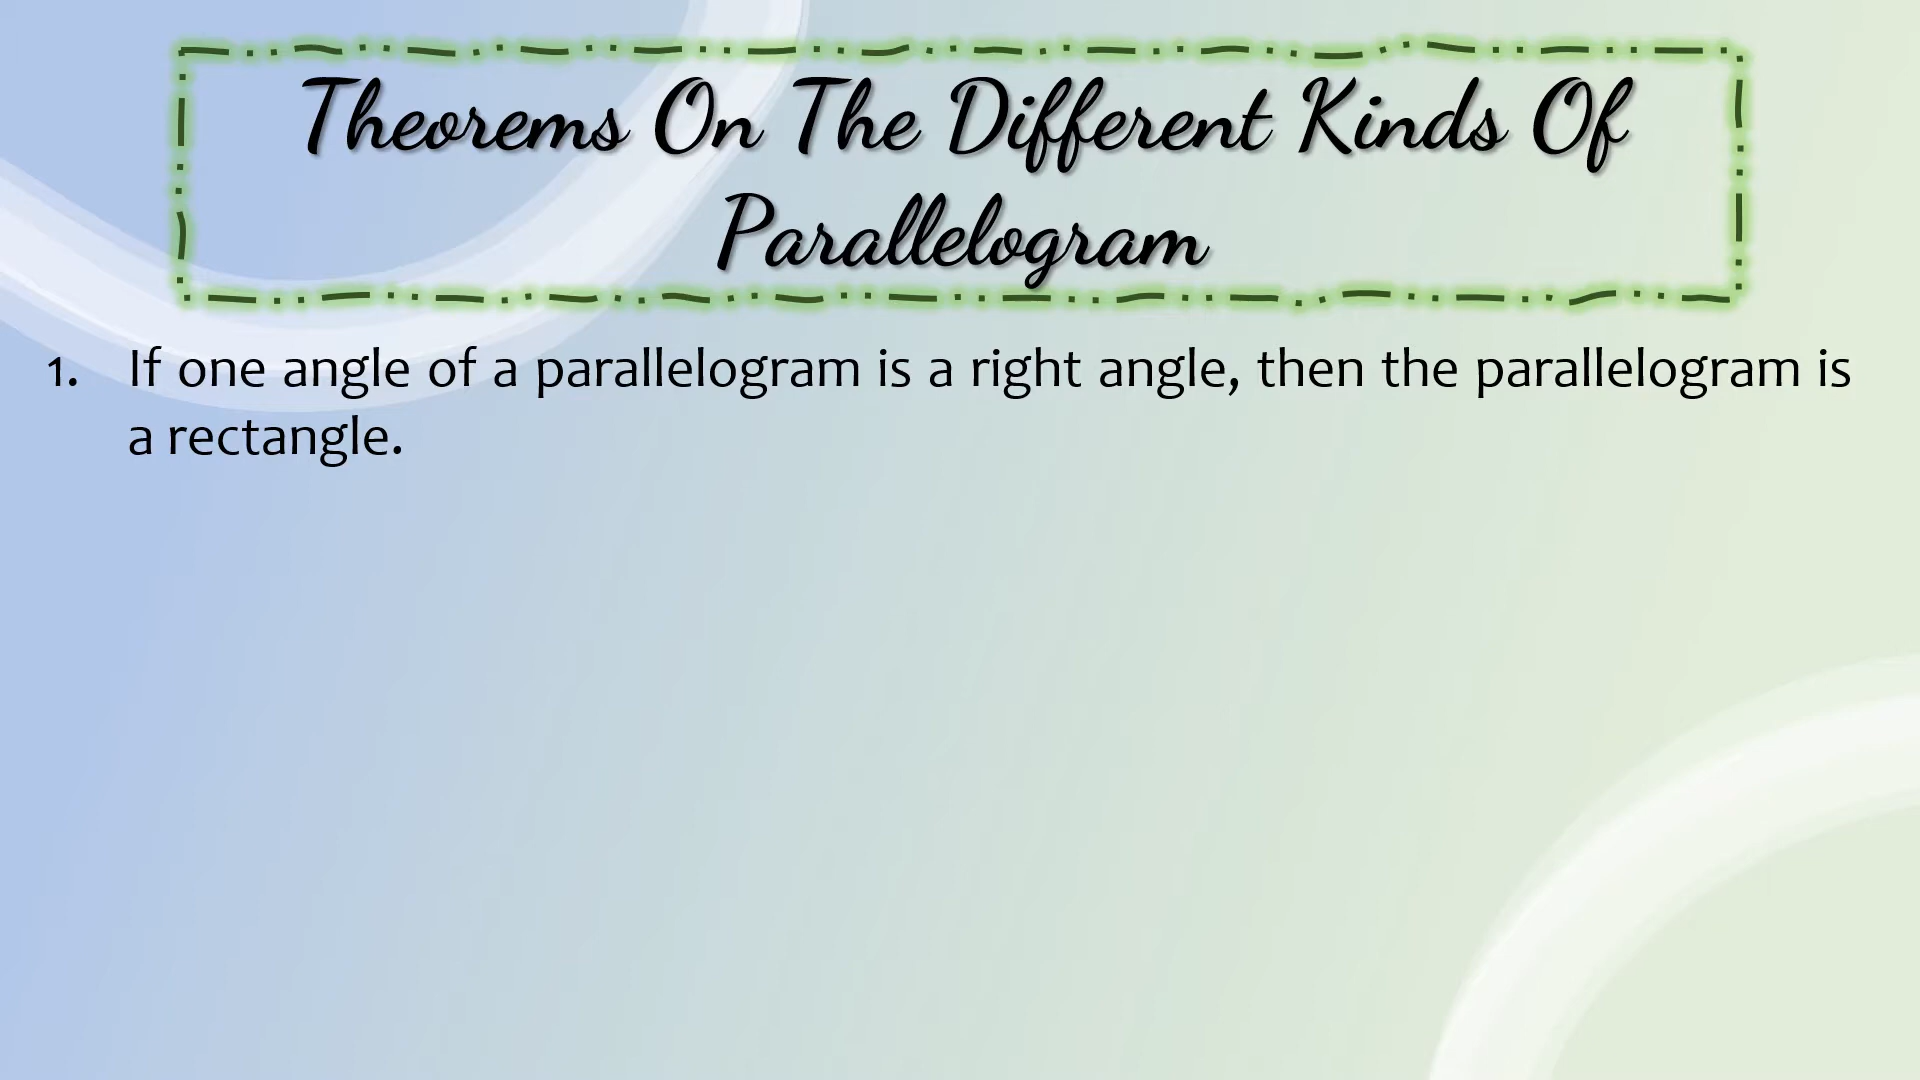 Theorems On The Different Kinds Of
Parallelogram
1. If one angle of a parallelogram is a right angle, then the parallelogram is
a rectangle.